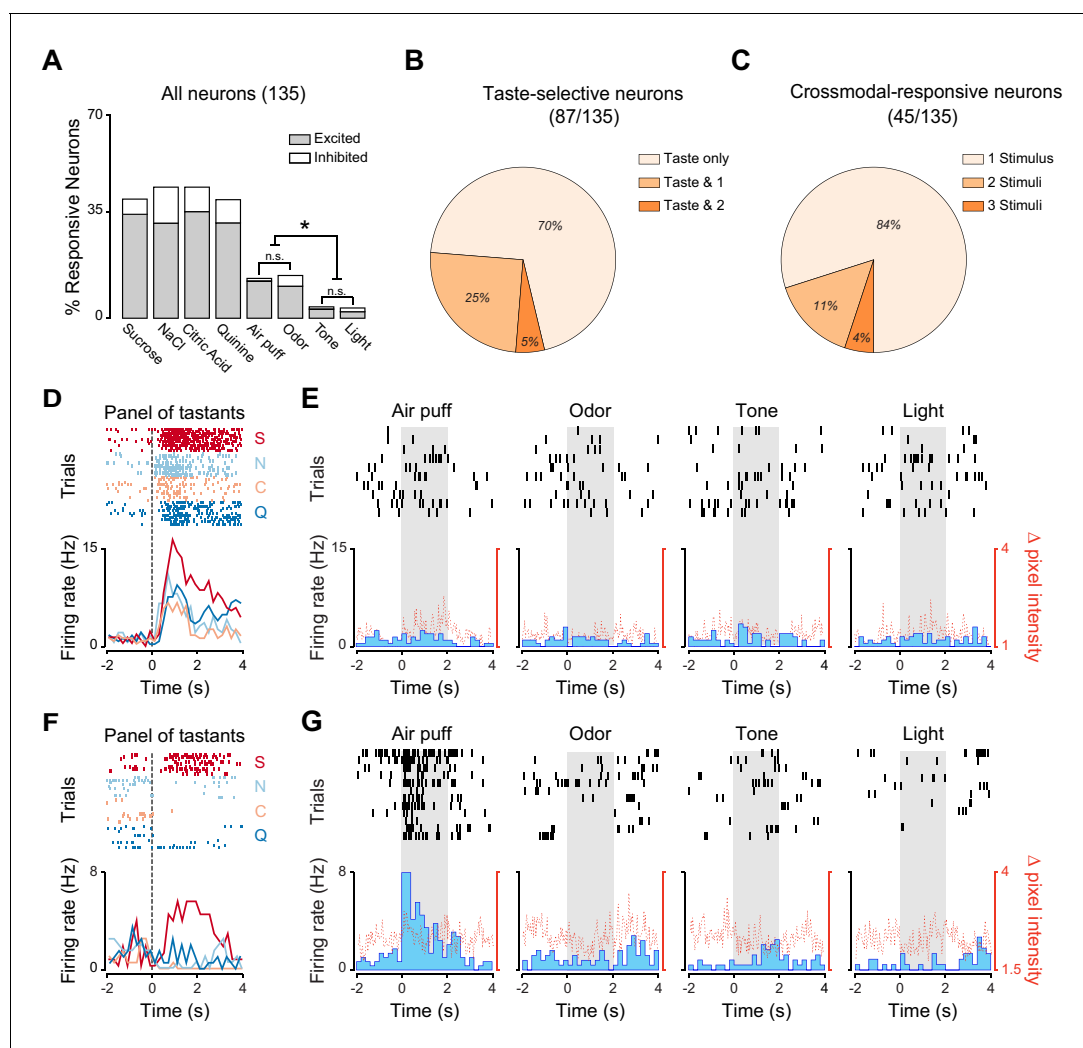 A
All neurons (135)
% Responsive Neurons
70
35
0
Excited
Inhibited
*
n.s.
n.s.
Sucrose
NaCl
Citric Acid
Quinine
Air puff
Odor
Tone
Light
B
Taste-selective neurons
(87/135)
Taste only
Taste & 1
Taste & 2
70%
25%
5%
C
Crossmodal-responsive neurons
(45/135)
1 Stimulus
2 Stimuli
3 Stimuli
84%
11%
4%
D
Panel of tastants
Trials
S
N
C
Q
Firing rate (Hz)
15
0
-2 0 2 4
Time (s)
E
Air puff Odor Tone Light
Trials
Firing rate (Hz)
15
0
4
1
Δ pixel intensity
-2 0 2 4 -2 0 2 4 -2 0 2 4 -2 0 2 4
Time (s) Time (s) Time (s) Time (s)
F
Panel of tastants
Trials
S
N
C
Q
Firing rate (Hz)
8
0
-2 0 2 4
Time (s)
G
Air puff Odor Tone Light
Trials
Firing rate (Hz)
8
0
4
1.5
Δ pixel intensity
-2 0 2 4 -2 0 2 4 -2 0 2 4 -2 0 2 4
Time (s) Time (s) Time (s) Time (s)